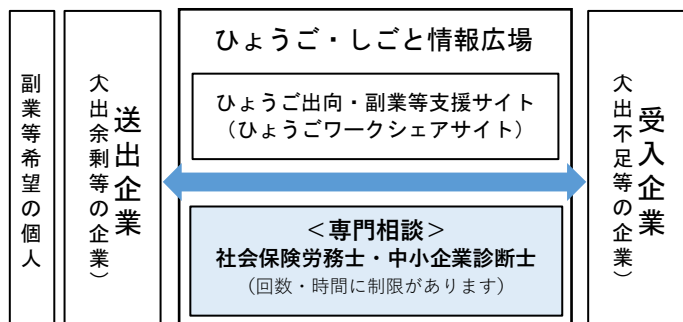 副業等希望の個人
送出企業
（人出余剰等の企業）
ひょうご・しごと情報広場
ひょうご出向・副業等支援サイト
（ひょうごワークシェアサイト）
＜専門相談＞
社会保険労務士・中小企業診断士
（回数・時間に制限があります）
受入企業
（人出不足等の企業）